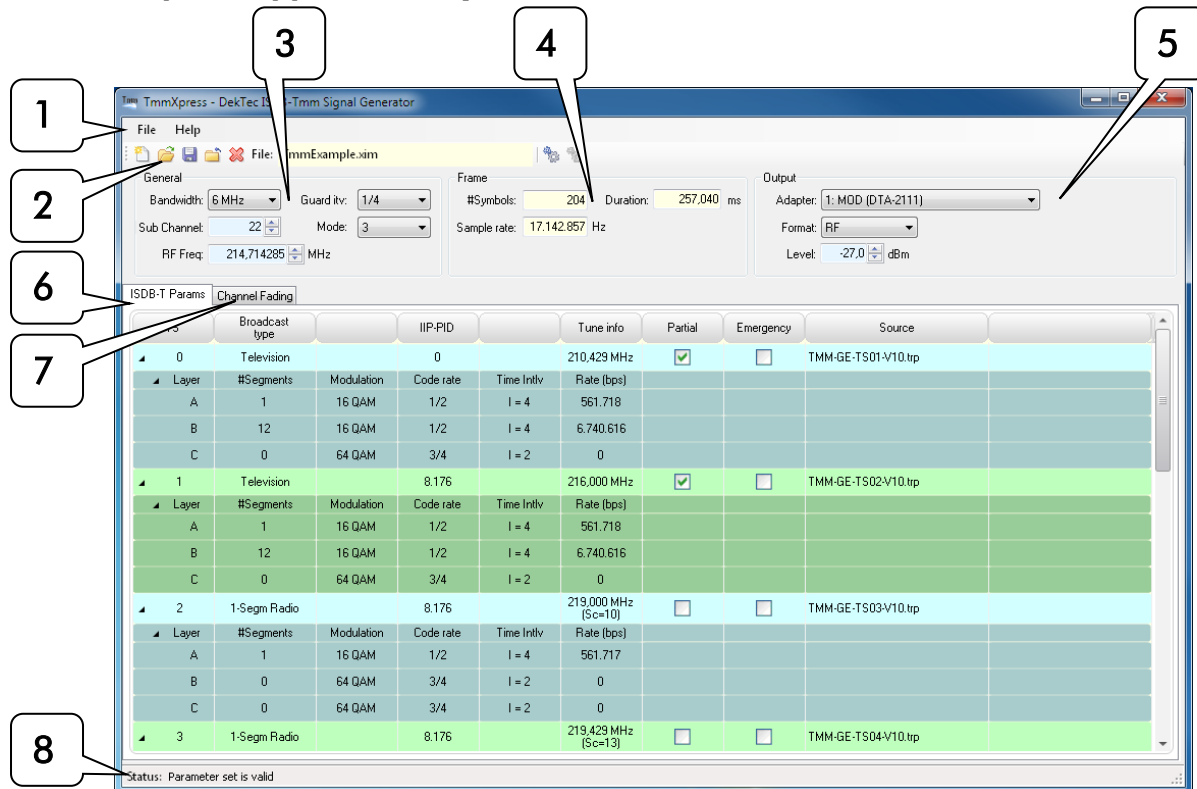 3
4
5
1
TmmXpress - DekTec IS -Tmm Signal Generator
File Help
2
File: mmExample.xim
General
Frame
Output
Bandwidth: 6 MHz Guard itv: 1/4
#Symbols: 204 Duration: 257,040 ms
Adapter: 1: MOD (DTA-2111)
Sub Channel: 22 Mode: 3
Sample rate: 17.142.857 Hz
Format: RF
RF Freq: 214,714285 MHz
Level: -27,0 dBm
6
ISDB-T Params Channel Fading
7
Broadcast type IIP-PID Tune info Partial Emergency Source
0 Television 0 210,429 MHz TMM-GE-TS01-V10.trp
Layer #Segments Modulation Code rate Time Intlv Rate (bps)
A 1 16 QAM 1/2 I = 4 561.718
B 12 16 QAM 1/2 I = 4 6.740.616
C 0 64 QAM 3/4 I = 2 0
1 Television 8.176 216,000 MHz TMM-GE-TS02-V10.trp
Layer #Segments Modulation Code rate Time Intlv Rate (bps)
A 1 16 QAM 1/2 I = 4 561.718
B 12 16 QAM 1/2 I = 4 6.740.616
C 0 64 QAM 3/4 I = 2 0
2 1-Segm Radio 8.176 219,000 MHz (Sc=10) TMM-GE-TS03-V10.trp
Layer #Segments Modulation Code rate Time Intlv Rate (bps)
A 1 16 QAM 1/2 I = 4 561.717
B 0 64 QAM 3/4 I = 2 0
C 0 64 QAM 3/4 I = 2 0
3 1-Segm Radio 8.176 219,429 MHz (Sc=13) TMM-GE-TS04-V10.trp
8
Status: Parameter set is valid